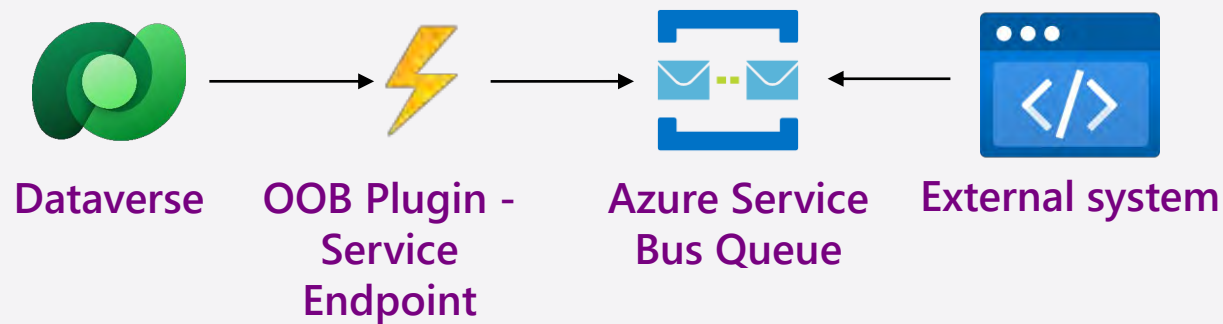 Dataverse
OOB Plugin -
Service
Endpoint
Azure Service
Bus Queue
External system